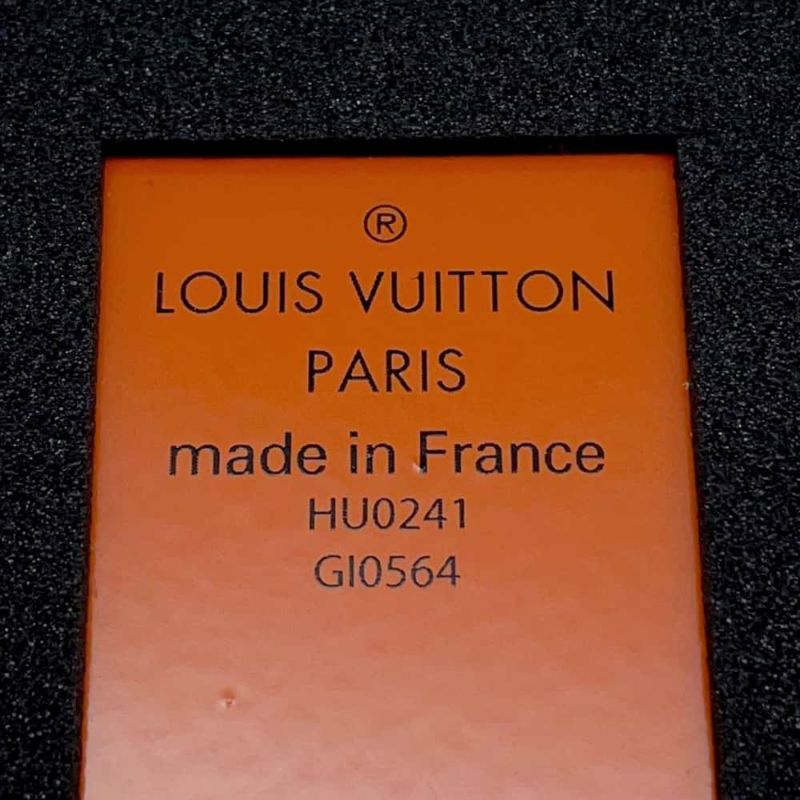 ®
LOUIS VUITTON
PARIS
made in France
HU0241
GI0564